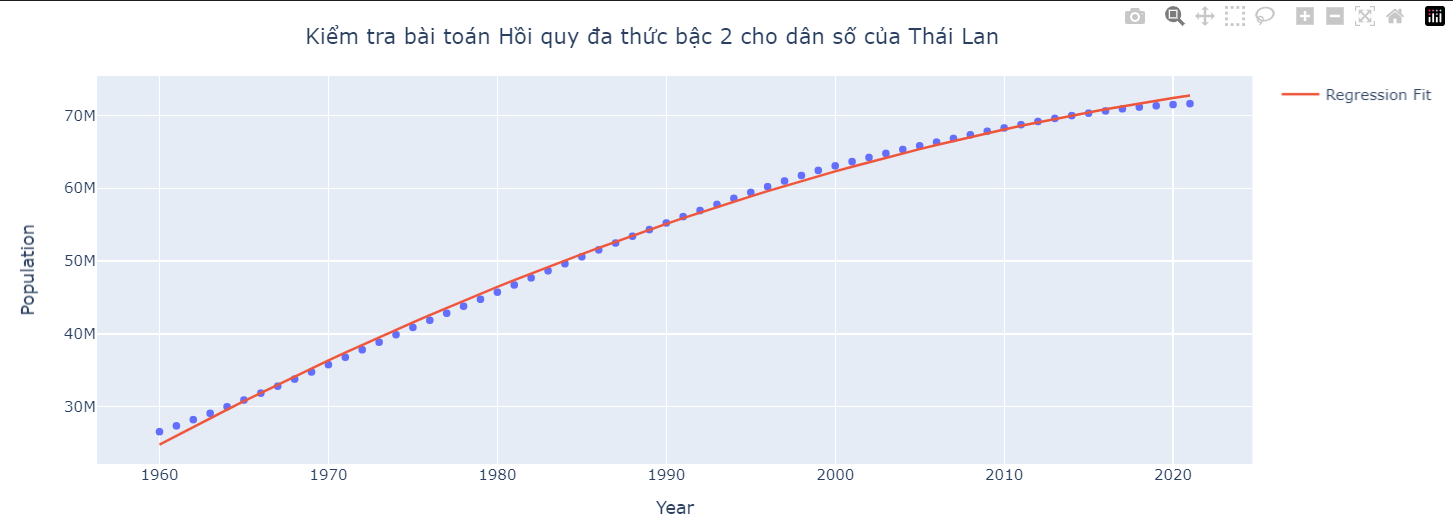 Kiểm tra bài toán Hồi quy đa thức bậc 2 cho dân số của Thái Lan
Regression Fit
70M
60M
50M
40M
30M
Population
1960 1970 1980 1990 2000 2010 2020
Year